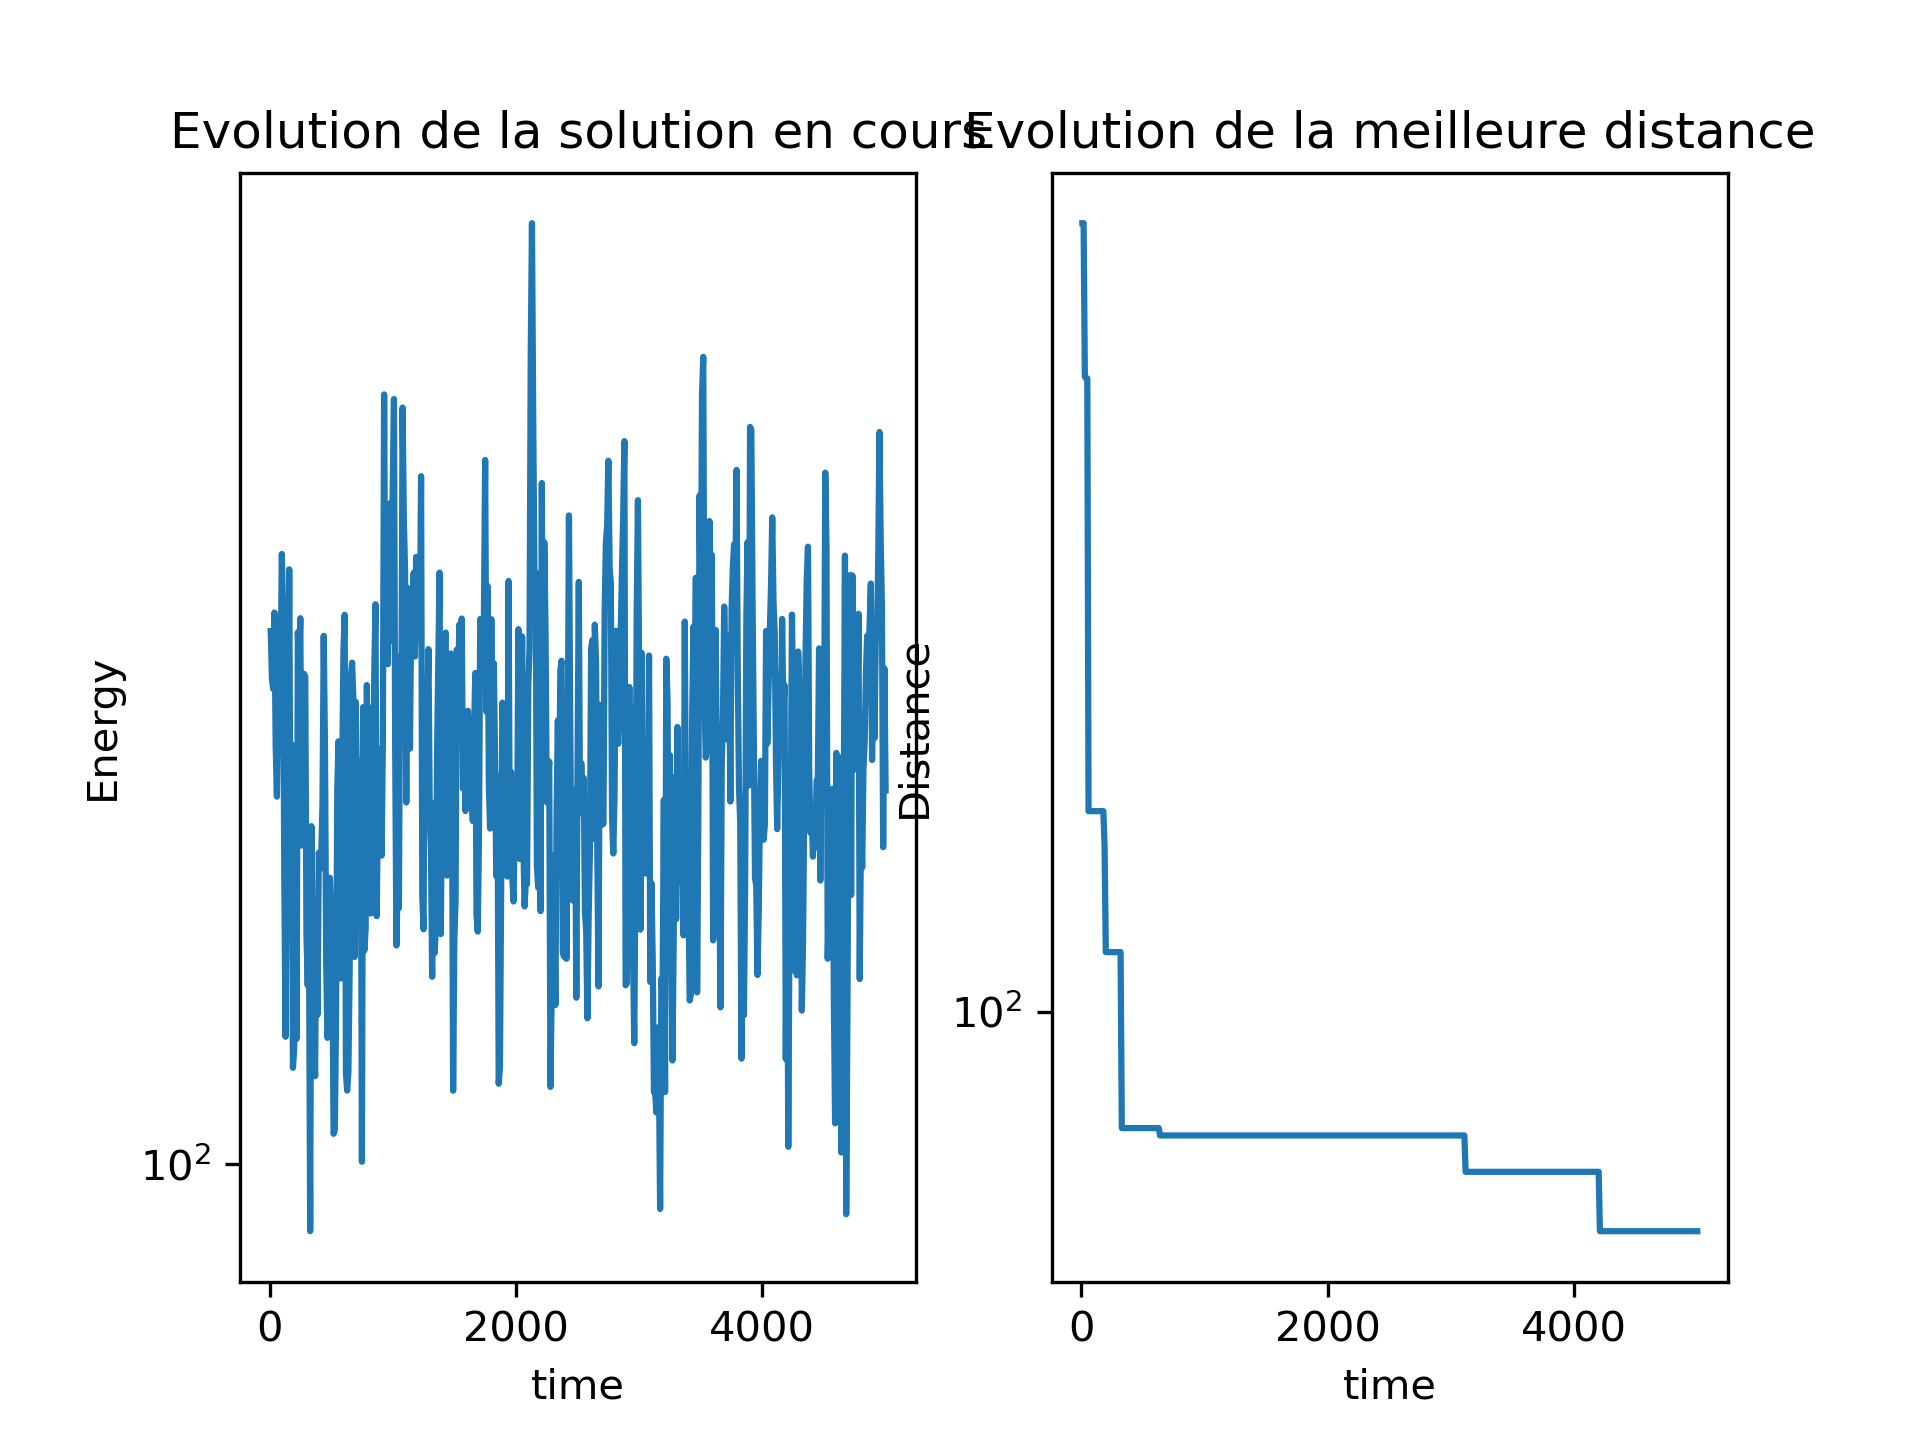 Evolution de la solution en cours
Energy
10²
0 2000 4000
time
Evolution de la meilleure distance
Distance
10²
0 2000 4000
time